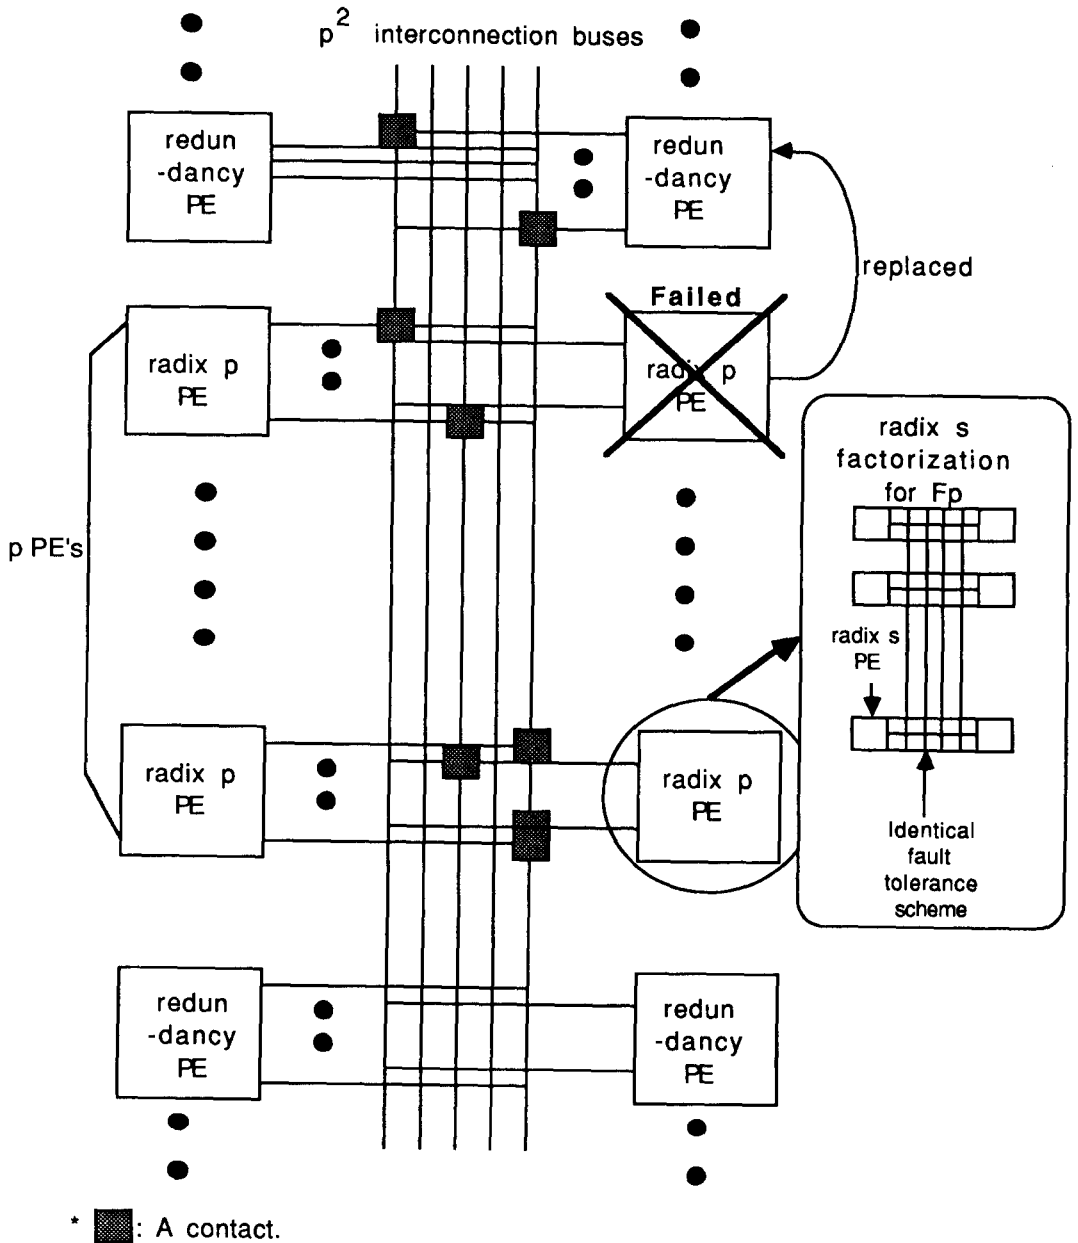 p² interconnection buses
redun
-dancy
PE
redun
-dancy
PE
replaced
Failed
radix p
PE
radix p
PE
radix s
factorization
for Fp
p PE's
radix s
PE
radix p
PE
radix p
PE
Identical
fault
tolerance
scheme
redun
-dancy
PE
redun
-dancy
PE
* : A contact.